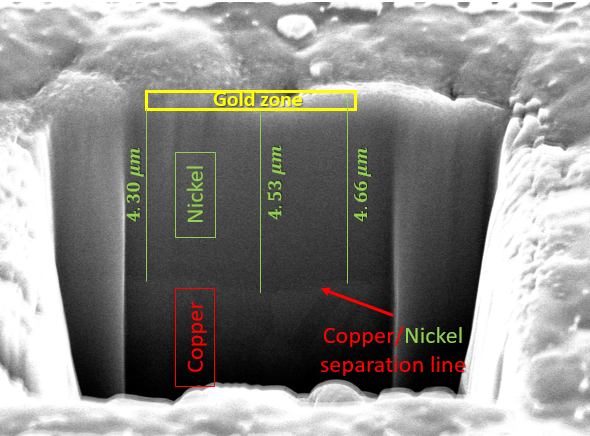 Gold zone
4.30 μm
Nickel
4.53 μm
4.66 μm
Copper
Copper/Nickel
separation line